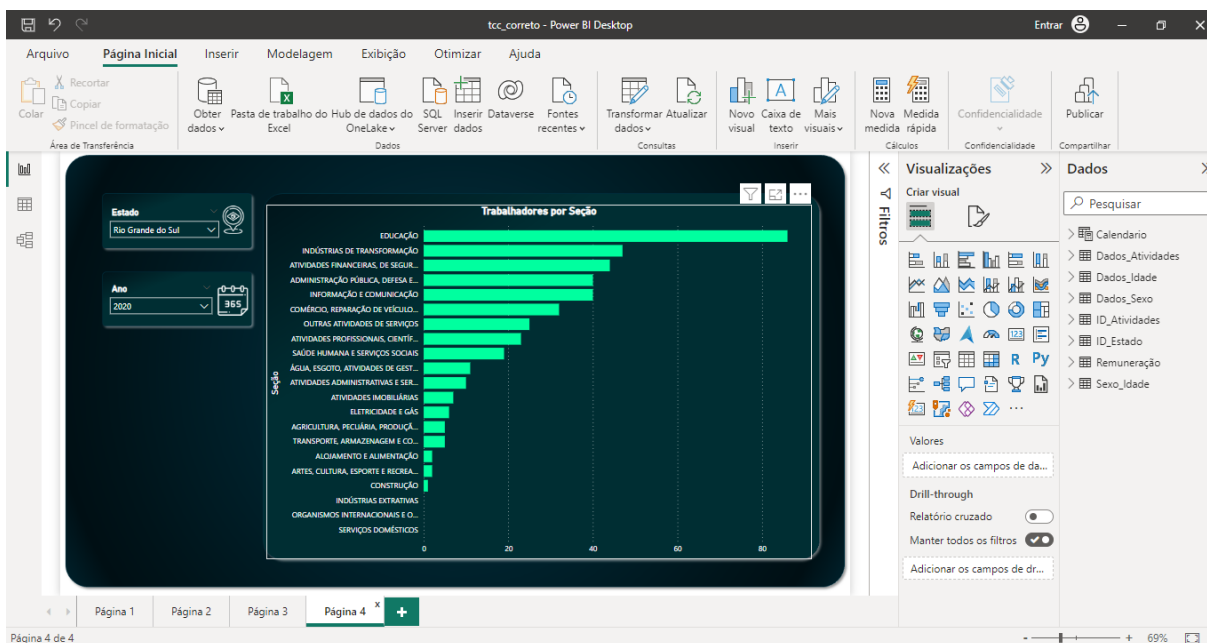 tcc_correto - Power BI Desktop
Entrar
Arquivo
Página Inicial
Inserir
Modelagem
Exibição
Otimizar
Ajuda
Colar
Recortar
Copiar
Pincel de formatação
Área de Transferência
Obter dados
Pasta de trabalho do Excel
Hub de dados do OneLake
SQL Server
Inserir dados
Dataverse
Fontes recentes
Dados
Transformar dados
Atualizar
Consultas
Novo visual
Caixa de texto
Mais visuais
Inserir
Nova medida
Medida rápida
Cálculos
Confidencialidade
Confidencialidade
Publicar
Compartilhar
Estado
Rio Grande do Sul
Ano
2020
365
Trabalhadores por Seção
Seção
EDUCAÇÃO
INDÚSTRIAS DE TRANSFORMAÇÃO
ATIVIDADES FINANCEIRAS, DE SEGUR...
ADMINISTRAÇÃO PÚBLICA, DEFESA E...
INFORMAÇÃO E COMUNICAÇÃO
COMÉRCIO, REPARAÇÃO DE VEÍCULO...
OUTRAS ATIVIDADES DE SERVIÇOS
ATIVIDADES PROFISSIONAIS, CIENTÍF...
SAÚDE HUMANA E SERVIÇOS SOCIAIS
ÁGUA, ESGOTO, ATIVIDADES DE GEST...
ATIVIDADES ADMINISTRATIVAS E SER...
ATIVIDADES IMOBILIÁRIAS
ELETRICIDADE E GÁS
AGRICULTURA, PECUÁRIA, PRODUÇÃ...
TRANSPORTE, ARMAZENAGEM E CO...
ALOJAMENTO E ALIMENTAÇÃO
ARTES, CULTURA, ESPORTE E RECREA...
CONSTRUÇÃO
INDÚSTRIAS EXTRATIVAS
ORGANISMOS INTERNACIONAIS E O...
SERVIÇOS DOMÉSTICOS
0 20 40 60 80
Filtros
Visualizações
Criar visual
123
R
Py
123
...
Valores
Adicionar os campos de da...
Drill-through
Relatório cruzado
Manter todos os filtros
Adicionar os campos de dr...
Dados
Pesquisar
Calendario
Dados_Atividades
Dados_Idade
Dados_Sexo
ID_Atividades
ID_Estado
Remuneração
Sexo_Idade
Página 1
Página 2
Página 3
Página 4
Página 4 de 4
69%